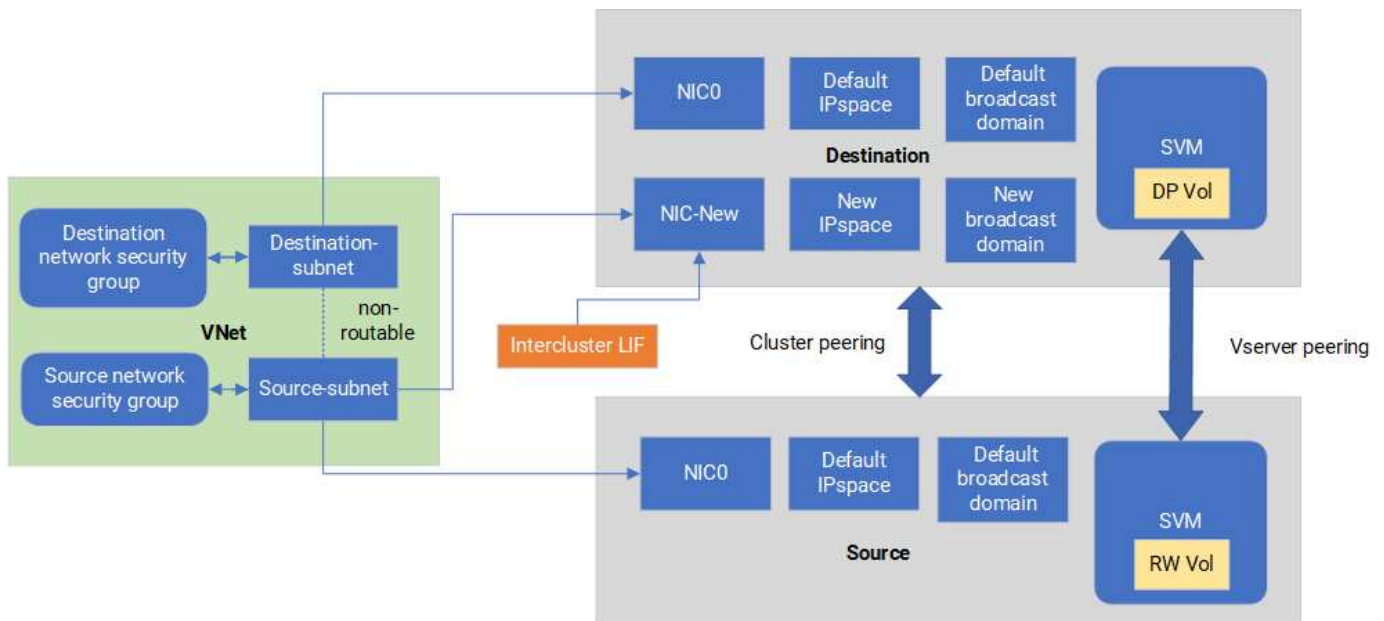 NIC0
Default
IPspace
Default
broadcast
domain
SVM
DP Vol
Destination
NIC-New
New
IPspace
New
broadcast
domain
Destination
network security
group
Destination-
subnet
VNet
non-
routable
Source network
security group
Source-subnet
Intercluster LIF
Cluster peering
Vserver peering
NIC0
Default
IPspace
Default
broadcast
domain
SVM
RW Vol
Source